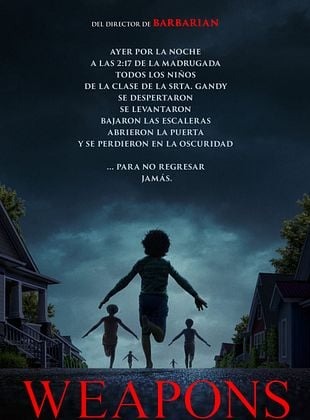 DEL DIRECTOR DE BARBARIAN
AYER POR LA NOCHE
A LAS 2:17 DE LA MADRUGADA
TODOS LOS NIÑOS
DE LA CLASE DE LA SRTA. GANDY
SE DESPERTARON
SE LEVANTARON
BAJARON LAS ESCALERAS
ABRIERON LA PUERTA
Y SE PERDIERON EN LA OSCURIDAD
... PARA NO REGRESAR
JAMÁS.
WEAPONS